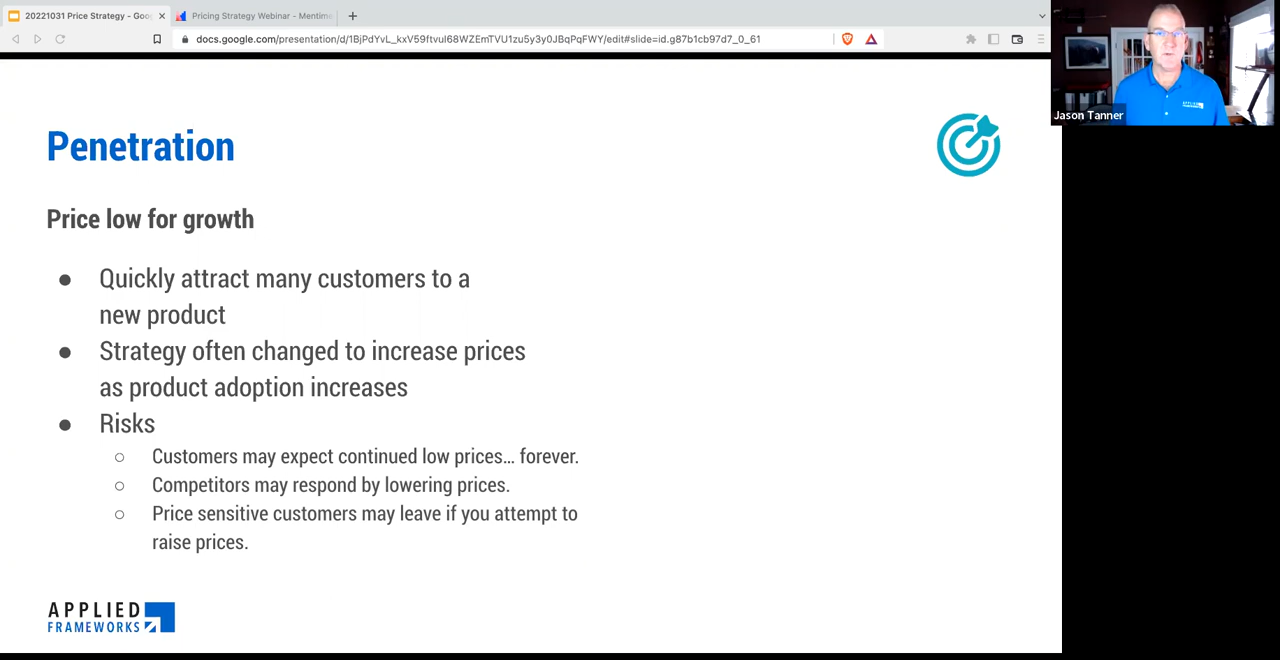 20221031 Price Strategy - Goo
Pricing Strategy Webinar - Mentime
docs.google.com/presentation/d/1BjPdYvL_kxV59ftvul68WZEmTVU1zu5y3y0JBqPqFWY/edit#slide=id.g87b1cb97d7_0_61
APPLIED
Jason Tanner
Penetration
Price low for growth
● Quickly attract many customers to a
new product
● Strategy often changed to increase prices
as product adoption increases
● Risks
○ Customers may expect continued low prices... forever.
○ Competitors may respond by lowering prices.
○ Price sensitive customers may leave if you attempt to
raise prices.
APPLIED
FRAMEWORKS